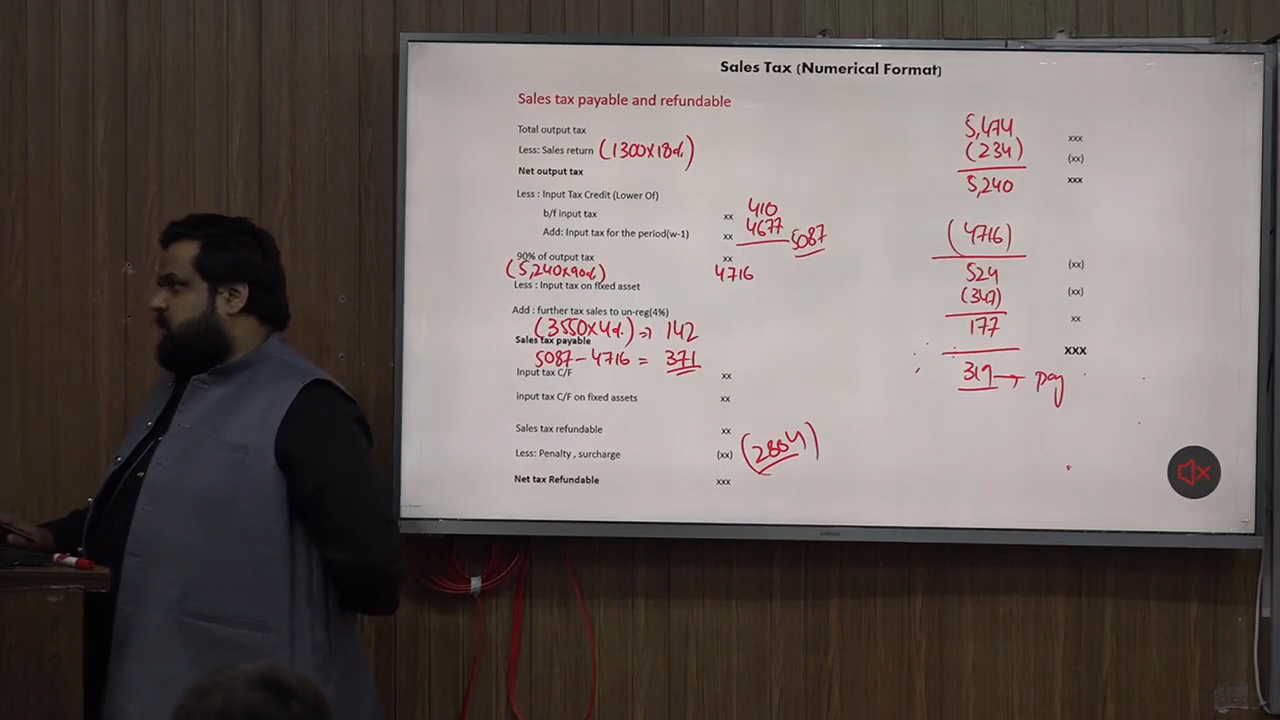 Sales Tax (Numerical Format)
Sales tax payable and refundable
Total output tax 5,474 xxx
Less: Sales return (1300x18%) (234) (xx)
Net output tax 5,240 xxx
Less : Input Tax Credit (Lower Of)
b/f input tax xx 410
Add: Input tax for the period(w-1) xx 4677 5087 (4716)
90% of output tax xx
(5,240x90%) 4716 524 (xx)
Less : Input tax on fixed asset (347) (xx)
Add : further tax sales to un-reg(4%) 177 xx
(3550x4%) => 142
Sales tax payable xxx
5087-4716 = 371
Input tax C/F xx 319 → pay
Input tax C/F on fixed assets xx
Sales tax refundable xx
Less: Penalty , surcharge (xx)
Net tax Refundable xxx